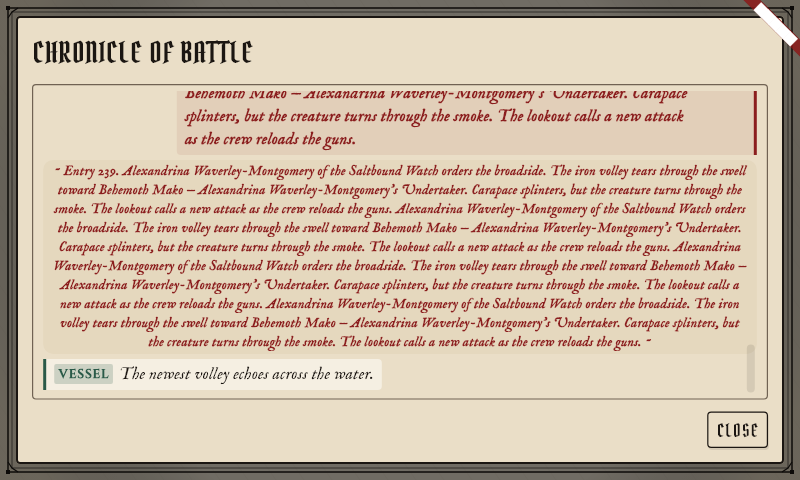 CHRONICLE OF BATTLE
Behemoth Mako – Alexandrina Waverley-Montgomery's Undertaker. Carapace
splinters, but the creature turns through the smoke. The lookout calls a new attack
as the crew reloads the guns.
~ Entry 239. Alexandrina Waverley-Montgomery of the Saltbound Watch orders the broadside. The iron volley tears through the swell
toward Behemoth Mako – Alexandrina Waverley-Montgomery's Undertaker. Carapace splinters, but the creature turns through the
smoke. The lookout calls a new attack as the crew reloads the guns. Alexandrina Waverley-Montgomery of the Saltbound Watch orders
the broadside. The iron volley tears through the swell toward Behemoth Mako – Alexandrina Waverley-Montgomery's Undertaker.
Carapace splinters, but the creature turns through the smoke. The lookout calls a new attack as the crew reloads the guns. Alexandrina
Waverley-Montgomery of the Saltbound Watch orders the broadside. The iron volley tears through the swell toward Behemoth Mako –
Alexandrina Waverley-Montgomery's Undertaker. Carapace splinters, but the creature turns through the smoke. The lookout calls a
new attack as the crew reloads the guns. Alexandrina Waverley-Montgomery of the Saltbound Watch orders the broadside. The iron
volley tears through the swell toward Behemoth Mako – Alexandrina Waverley-Montgomery's Undertaker. Carapace splinters, but
the creature turns through the smoke. The lookout calls a new attack as the crew reloads the guns. ~
VESSEL The newest volley echoes across the water.
CLOSE